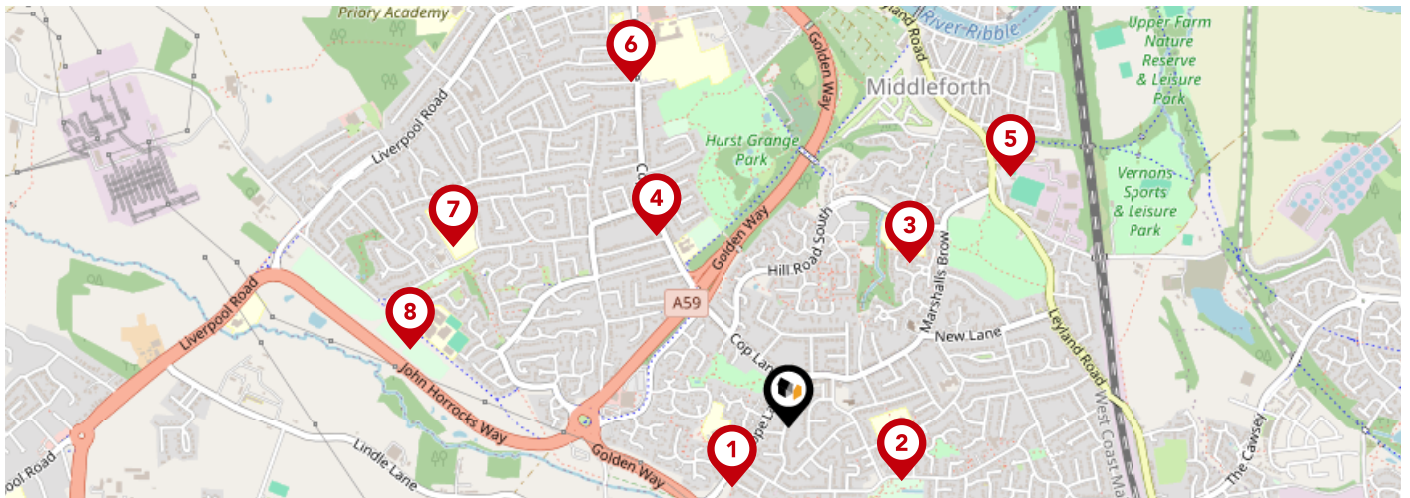 Priory Academy
6
Golden Way
Leyland Road
River Ribble
Upper Farm
Nature
Reserve
& Leisure
Park
Middleforth
Liverpool Road
Hurst Grange
Park
5
Vernons
Sports
& Leisure
Park
7
4
3
Golden Way
Hill Road South
Marshalls Brow
8
A59
Liverpool Road
New Lane
Leyland Road
Cop Lane
John Horrocks Way
West Coast Ma
The Cawsey
1
2
Golden Way
Lindle Lane
ool Road